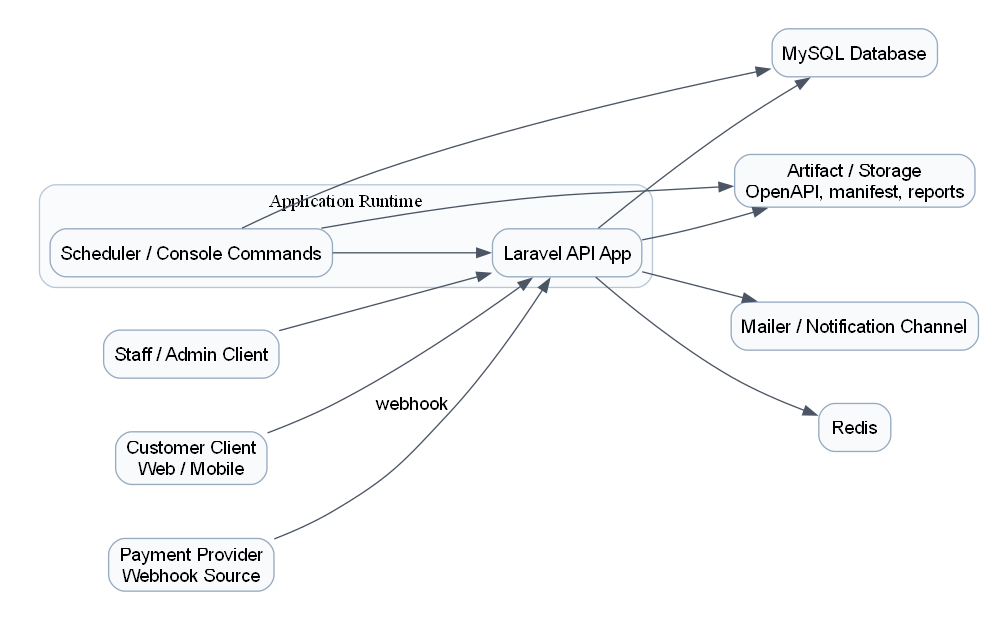 MySQL Database
Artifact / Storage
OpenAPI, manifest, reports
Application Runtime
Scheduler / Console Commands
Laravel API App
Mailer / Notification Channel
Staff / Admin Client
webhook
Redis
Customer Client
Web / Mobile
Payment Provider
Webhook Source